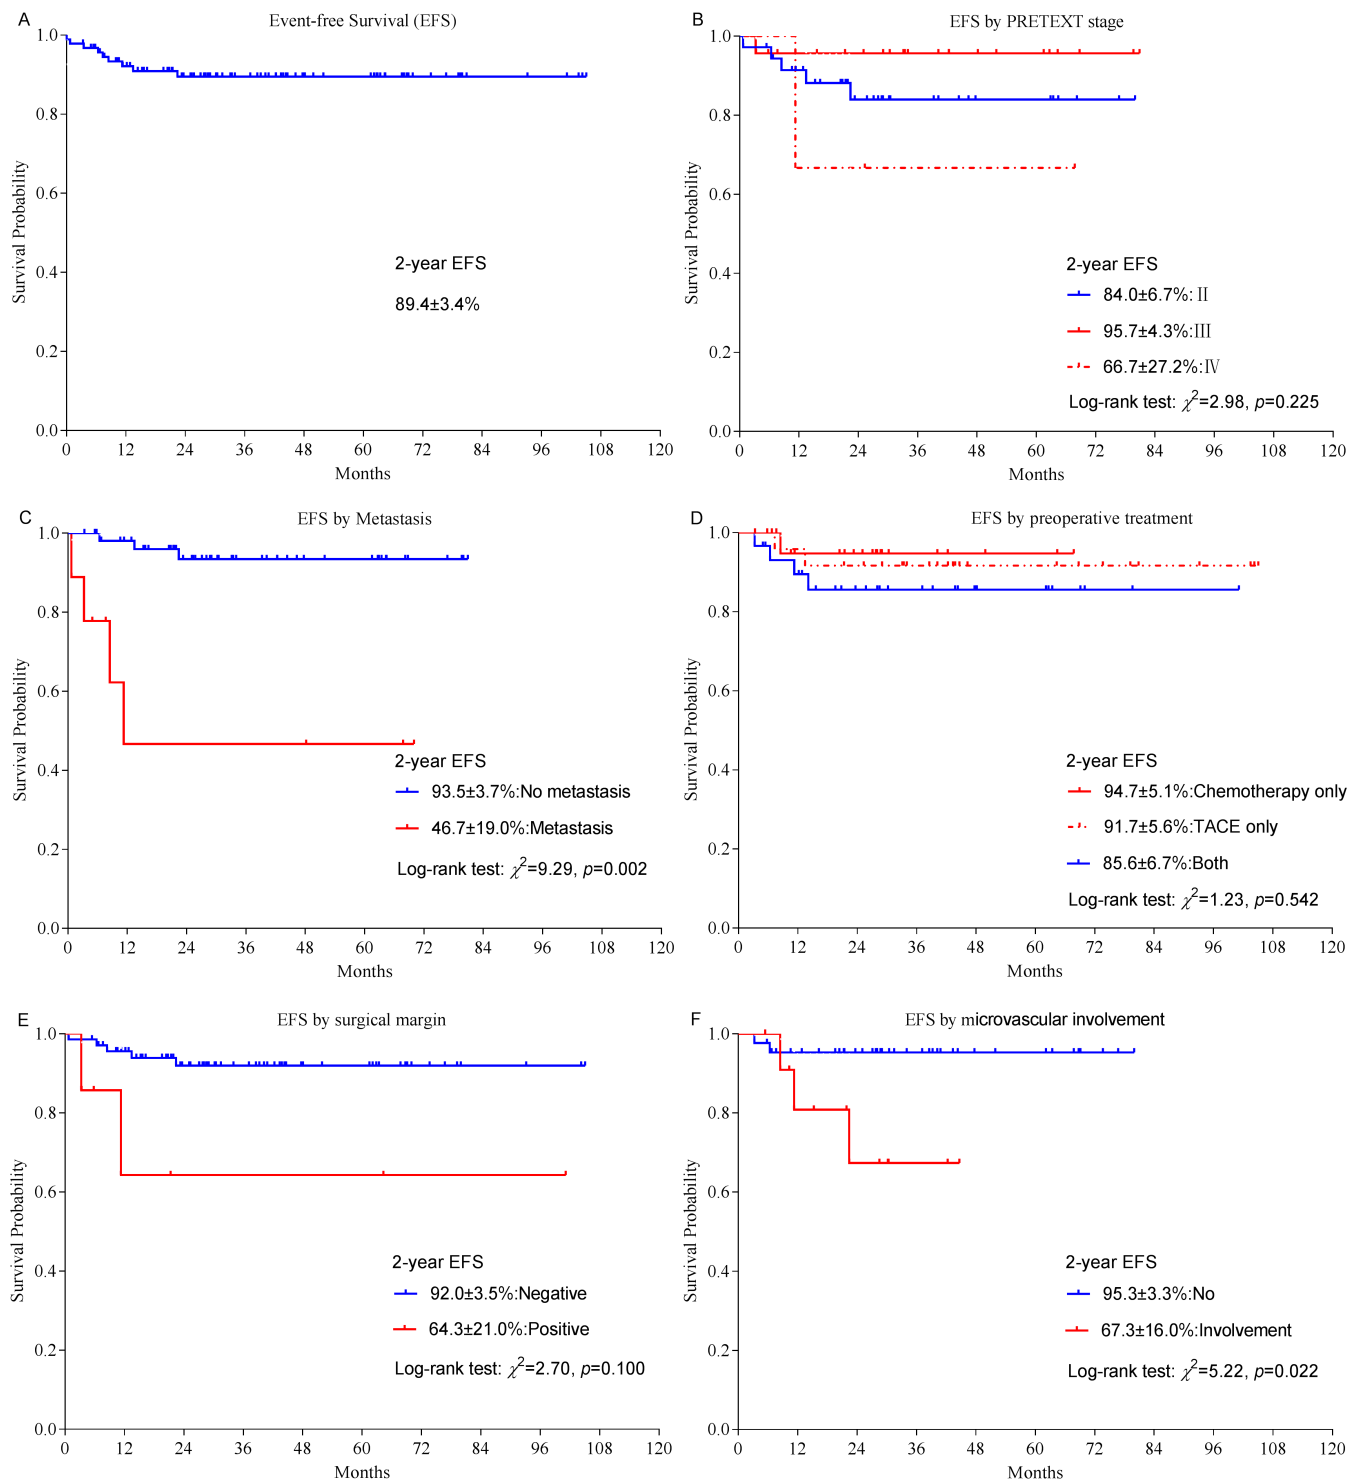 A
Event-free Survival (EFS)
1.0
0.8
0.6
0.4
0.2
0.0
Survival Probability
2-year EFS
89.4±3.4%
0 12 24 36 48 60 72 84 96 108 120
Months
B
EFS by PRETEXT stage
1.0
0.8
0.6
0.4
0.2
0.0
Survival Probability
2-year EFS
84.0±6.7%: II
95.7±4.3%:III
66.7±27.2%:IV
Log-rank test: χ²=2.98, p=0.225
0 12 24 36 48 60 72 84 96 108 120
Months
C
EFS by Metastasis
1.0
0.8
0.6
0.4
0.2
0.0
Survival Probability
2-year EFS
93.5±3.7%:No metastasis
46.7±19.0%:Metastasis
Log-rank test: χ²=9.29, p=0.002
0 12 24 36 48 60 72 84 96 108 120
Months
D
EFS by preoperative treatment
1.0
0.8
0.6
0.4
0.2
0.0
Survival Probability
2-year EFS
94.7±5.1%:Chemotherapy only
91.7±5.6%:TACE only
85.6±6.7%:Both
Log-rank test: χ²=1.23, p=0.542
0 12 24 36 48 60 72 84 96 108 120
Months
E
EFS by surgical margin
1.0
0.8
0.6
0.4
0.2
0.0
Survival Probability
2-year EFS
92.0±3.5%:Negative
64.3±21.0%:Positive
Log-rank test: χ²=2.70, p=0.100
0 12 24 36 48 60 72 84 96 108 120
Months
F
EFS by microvascular involvement
1.0
0.8
0.6
0.4
0.2
0.0
Survival Probability
2-year EFS
95.3±3.3%:No
67.3±16.0%:Involvement
Log-rank test: χ²=5.22, p=0.022
0 12 24 36 48 60 72 84 96 108 120
Months